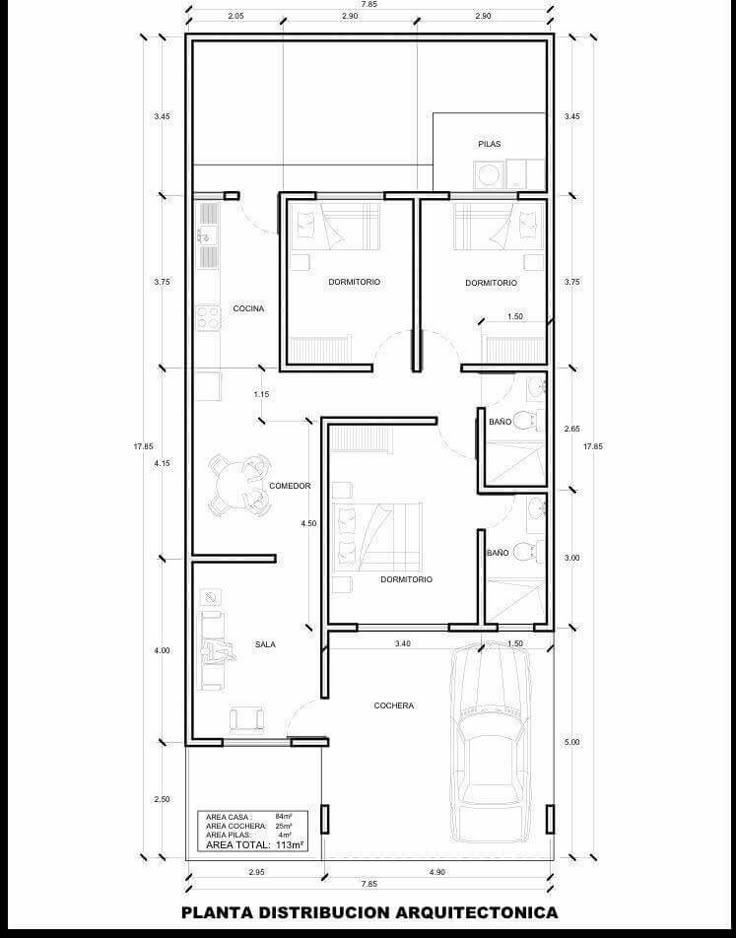 7.85
2.05 2.90 2.90
3.45 3.45
PILAS
3.75 DORMITORIO DORMITORIO 3.75
COCINA
1.50
1.15
BAÑO
2.65
17.85 17.85
4.15
COMEDOR
4.50
BAÑO
3.00
DORMITORIO
SALA
3.40 1.50
4.00
COCHERA
5.00
2.50
AREA CASA : 84m²
AREA COCHERA: 25m²
AREA PILAS: 4m²
AREA TOTAL: 113m²
2.95 4.90
7.85
PLANTA DISTRIBUCION ARQUITECTONICA